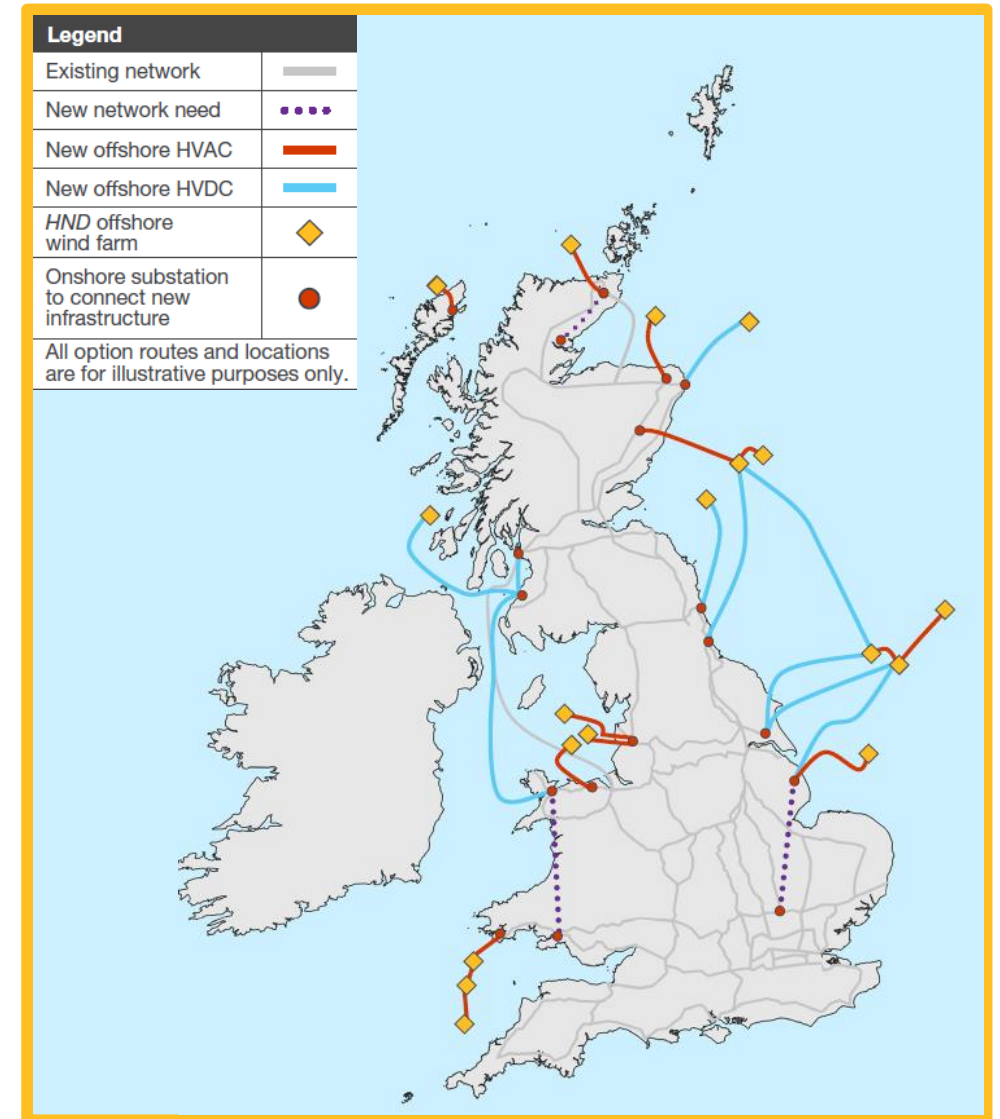 Legend
Existing network
New network need
New offshore HVAC
New offshore HVDC
HND offshore
wind farm
Onshore substation
to connect new
infrastructure
All option routes and locations
are for illustrative purposes only.